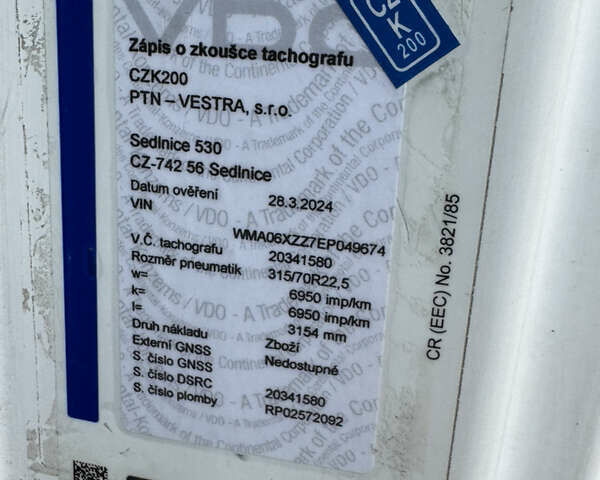 VDO
CZ
K
200
Zápis o zkoušce tachografu
CZK200
PTN – VESTRA, s.r.o.
Sedlnice 530
CZ-742 56 Sedlnice
Datum ověření 28.3.2024
VIN WMA06XZZ7EP049674
V.Č. tachografu 20341580
Rozměr pneumatik 315/70R22,5
w= 6950 imp/km
k= 6950 imp/km
l= 3154 mm
Druh nákladu Zboží
Externí GNSS Nedostupné
S. číslo GNSS
S. číslo DSRC 20341580
S. číslo plomby RP02572092
CR (EEC) No. 3821/85